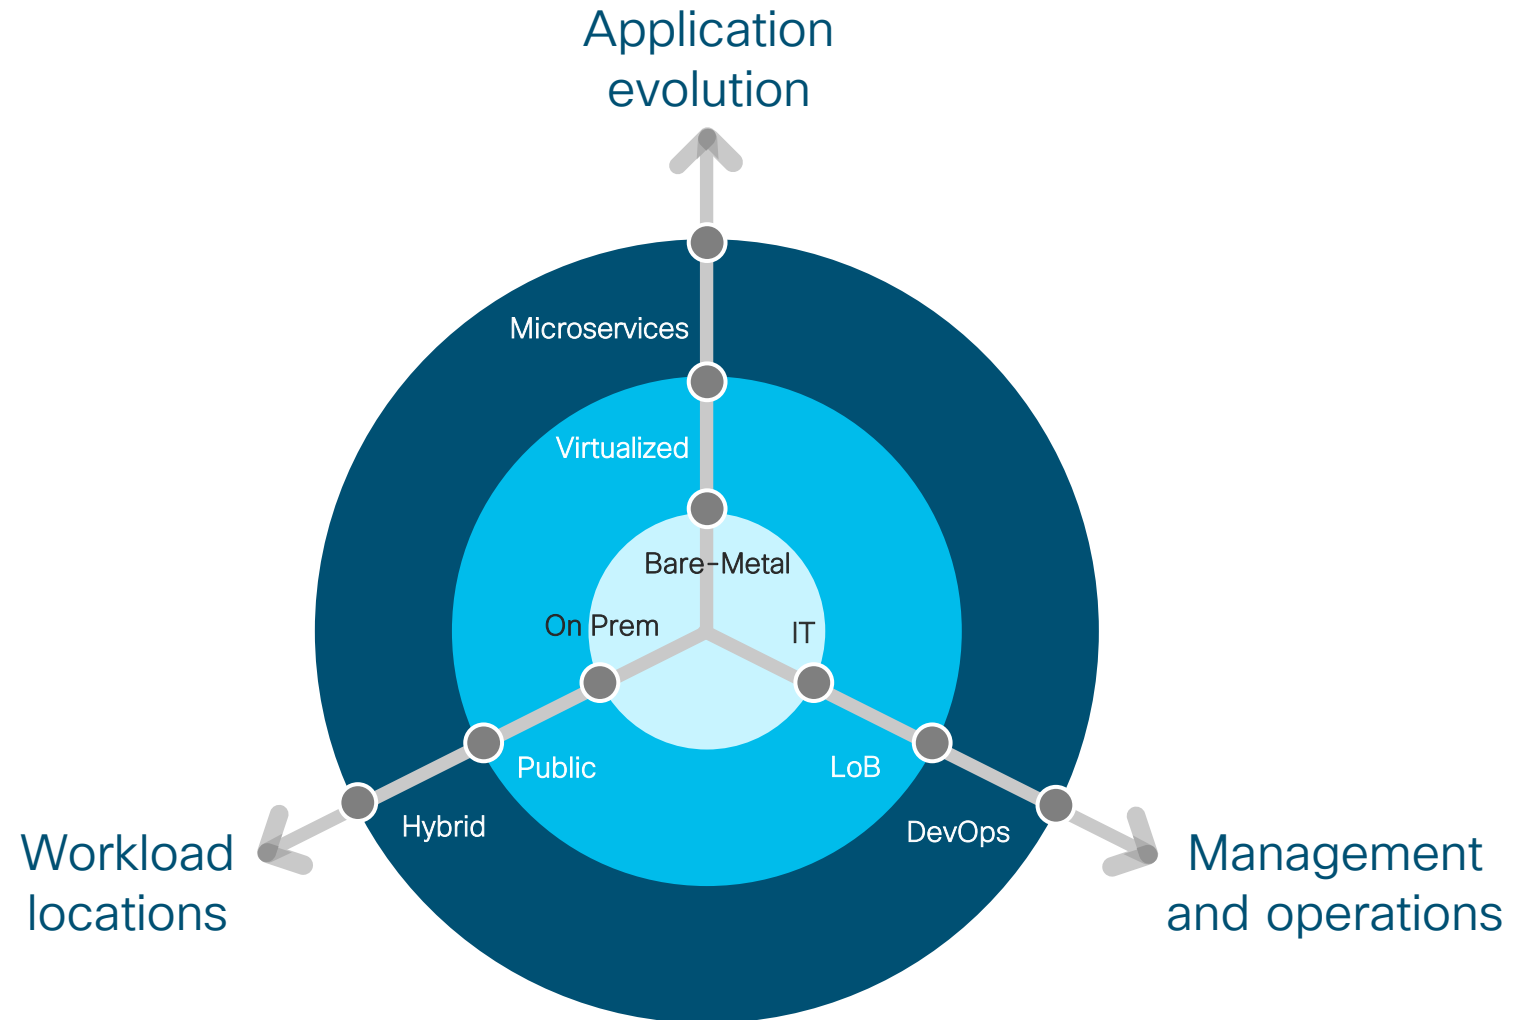 Application
evolution
Microservices
Virtualized
Bare-Metal
On Prem
IT
Public
LoB
Hybrid
DevOps
Workload
locations
Management
and operations